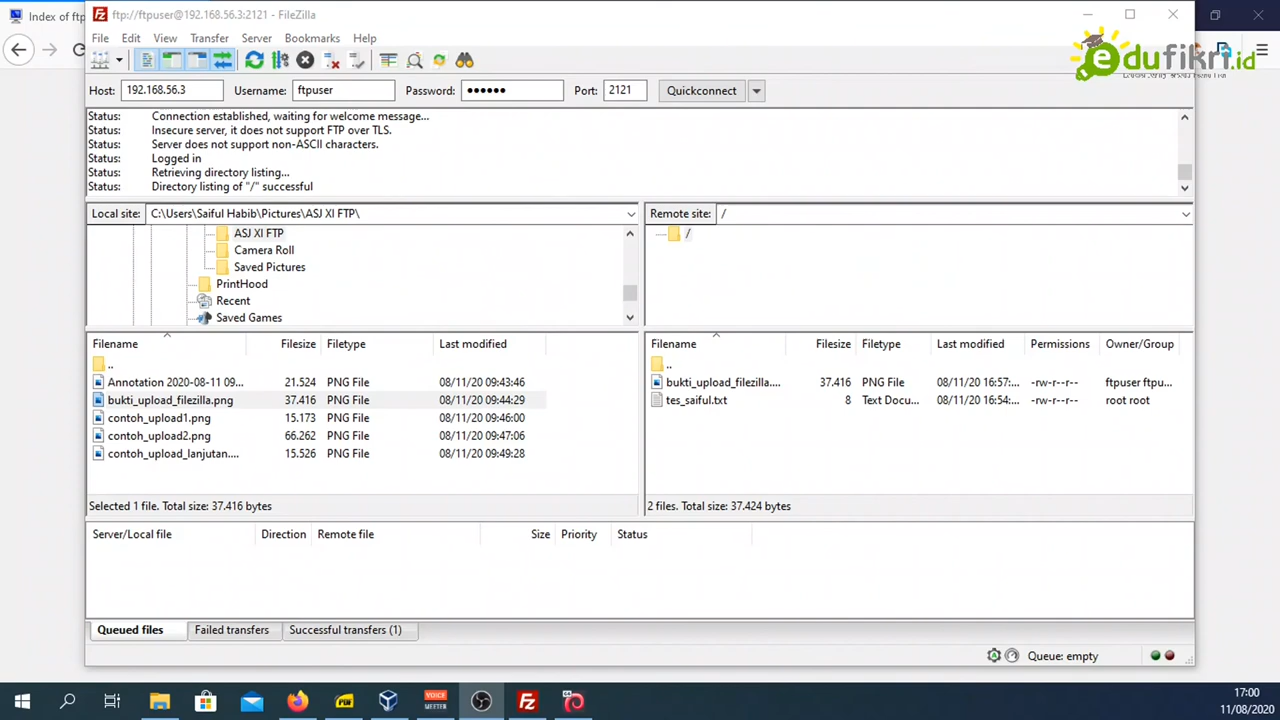 Index of ftp
ftp://ftpuser@192.168.56.3:2121 - FileZilla
File Edit View Transfer Server Bookmarks Help
edufikri.id
Host: 192.168.56.3 Username: ftpuser Password: ●●●●●● Port: 2121 Quickconnect
Status: Connection established, waiting for welcome message...
Status: Insecure server, it does not support FTP over TLS.
Status: Server does not support non-ASCII characters.
Status: Logged in
Status: Retrieving directory listing...
Status: Directory listing of "/" successful
Local site: C:\Users\Saiful Habib\Pictures\ASJ XI FTP\
Remote site: /
ASJ XI FTP
Camera Roll
Saved Pictures
PrintHood
Recent
Saved Games
/
Filename Filesize Filetype Last modified
..
Annotation 2020-08-11 09... 21.524 PNG File 08/11/20 09:43:46
bukti_upload_filezilla.png 37.416 PNG File 08/11/20 09:44:29
contoh_upload1.png 15.173 PNG File 08/11/20 09:46:00
contoh_upload2.png 66.262 PNG File 08/11/20 09:47:06
contoh_upload_lanjutan.... 15.526 PNG File 08/11/20 09:49:28
Selected 1 file. Total size: 37.416 bytes
Filename Filesize Filetype Last modified Permissions Owner/Group
..
bukti_upload_filezilla.... 37.416 PNG File 08/11/20 16:57:... -rw-r--r-- ftpuser ftpu...
tes_saiful.txt 8 Text Docu... 08/11/20 16:54:... -rw-r--r-- root root
2 files. Total size: 37.424 bytes
Server/Local file Direction Remote file Size Priority Status
Queued files Failed transfers Successful transfers (1)
Queue: empty
VOICE
MEETER
17:00
11/08/2020